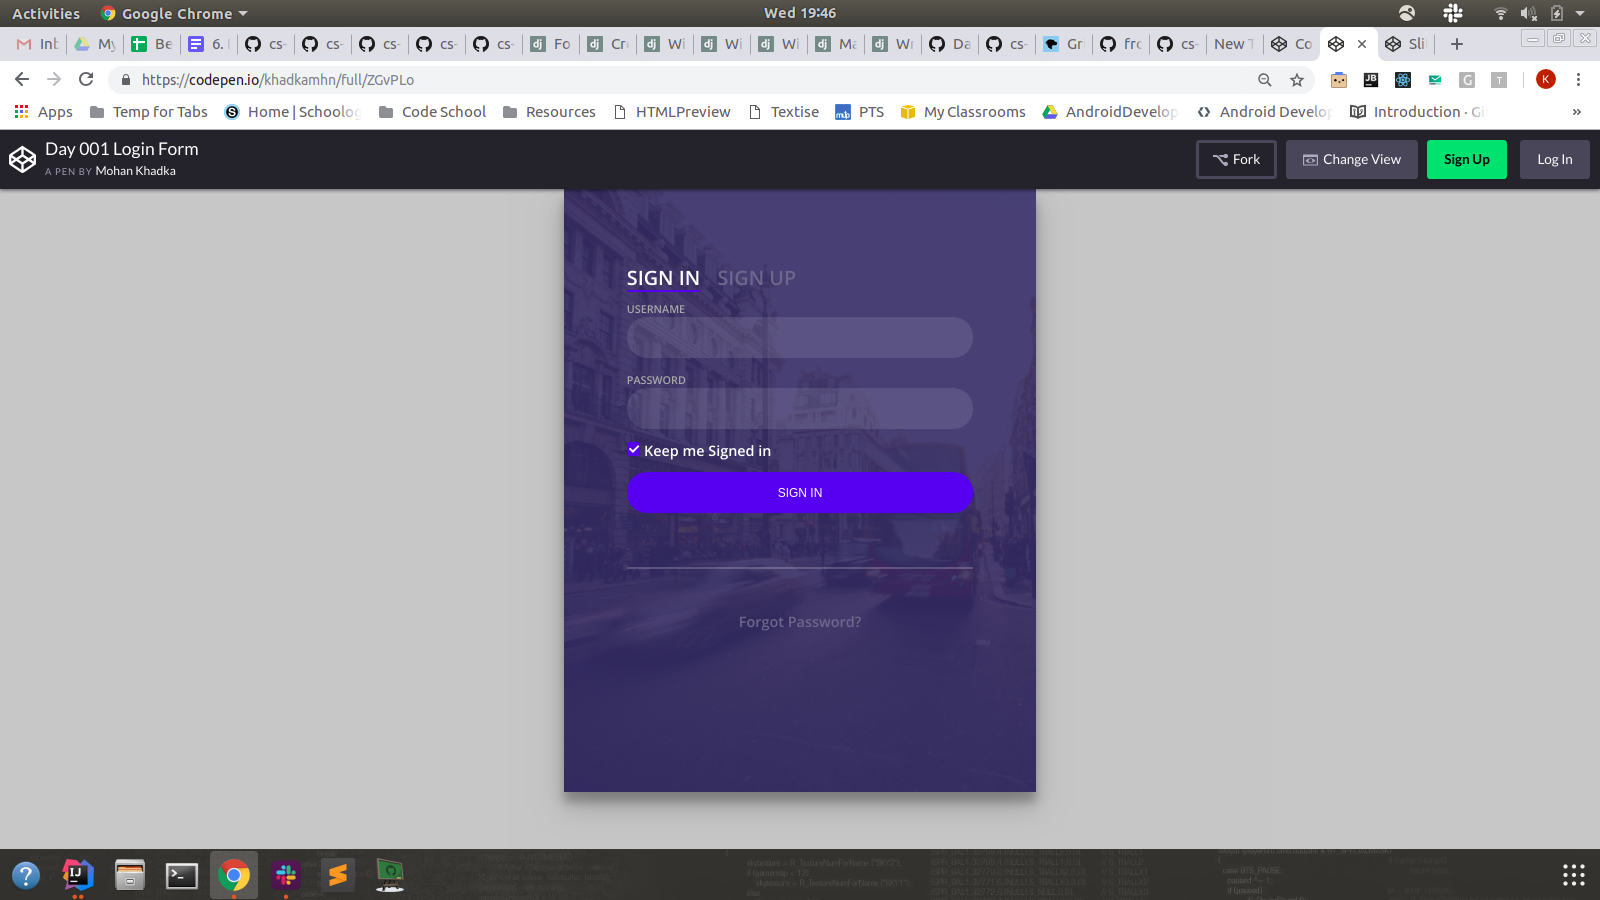 Activities Google Chrome Wed 19:46
Inb My Be 6. cs- cs- cs- cs- cs- Fo Cr Wi Wi Wi Ma Wr Da cs- Gr fro cs- New T Co Sli
https://codepen.io/khadkamhn/full/ZGvPLo
Apps Temp for Tabs Home | Schoolog Code School Resources HTMLPreview Textise PTS My Classrooms AndroidDevelop Android Develop Introduction · Gi »
Day 001 Login Form
A PEN BY Mohan Khadka
Fork Change View Sign Up Log In
SIGN IN SIGN UP
USERNAME
PASSWORD
Keep me Signed in
SIGN IN
Forgot Password?